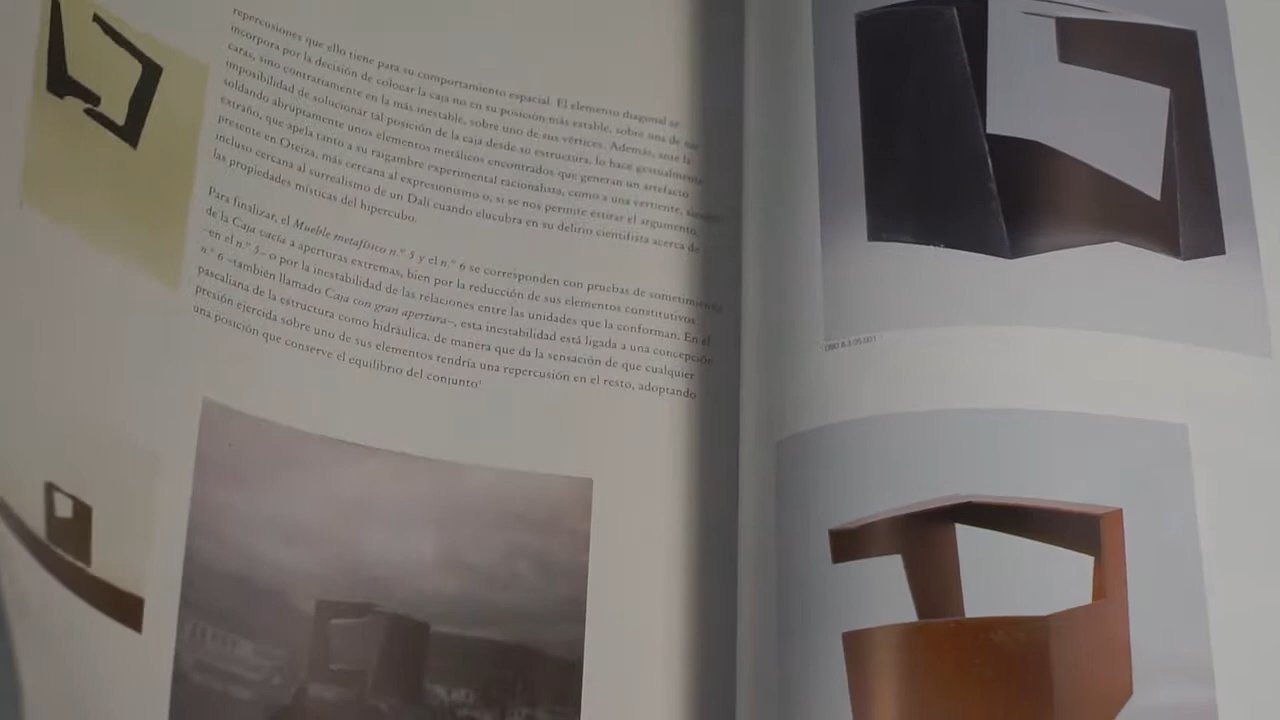 repercusiones que ello tiene para su comportamiento espacial. El elemento diagonal se
incorpora por la decisión de colocar la caja no en su posición más estable, sobre una de sus
caras, sino contrariamente en la más inestable, sobre uno de sus vértices. Además, ante la
imposibilidad de solucionar tal posición de la caja desde su estructura, lo hace gestualmente
soldando abruptamente unos elementos metálicos encontrados que generan un artefacto
extraño, que apela tanto a su raigambre experimental racionalista, como a una vertiente, siempre
presente en Oteiza, más cercana al expresionismo o, si se nos permite estirar el argumento,
incluso cercana al surrealismo de un Dalí cuando elucubra en su delirio cientifista acerca de
las propiedades místicas del hipercubo.
Para finalizar, el Mueble metafísico n.º 5 y el n.º 6 se corresponden con pruebas de sometimiento
de la Caja vacía a aperturas extremas, bien por la reducción de sus elementos constitutivos
–en el n.º 5– o por la inestabilidad de las relaciones entre las unidades que la conforman. En el
n.º 6 –también llamado Caja con gran apertura–, esta inestabilidad está ligada a una concepción
pascaliana de la estructura como hidráulica, de manera que da la sensación de que cualquier
presión ejercida sobre uno de sus elementos tendría una repercusión en el resto, adoptando
una posición que conserve el equilibrio del conjunto¹